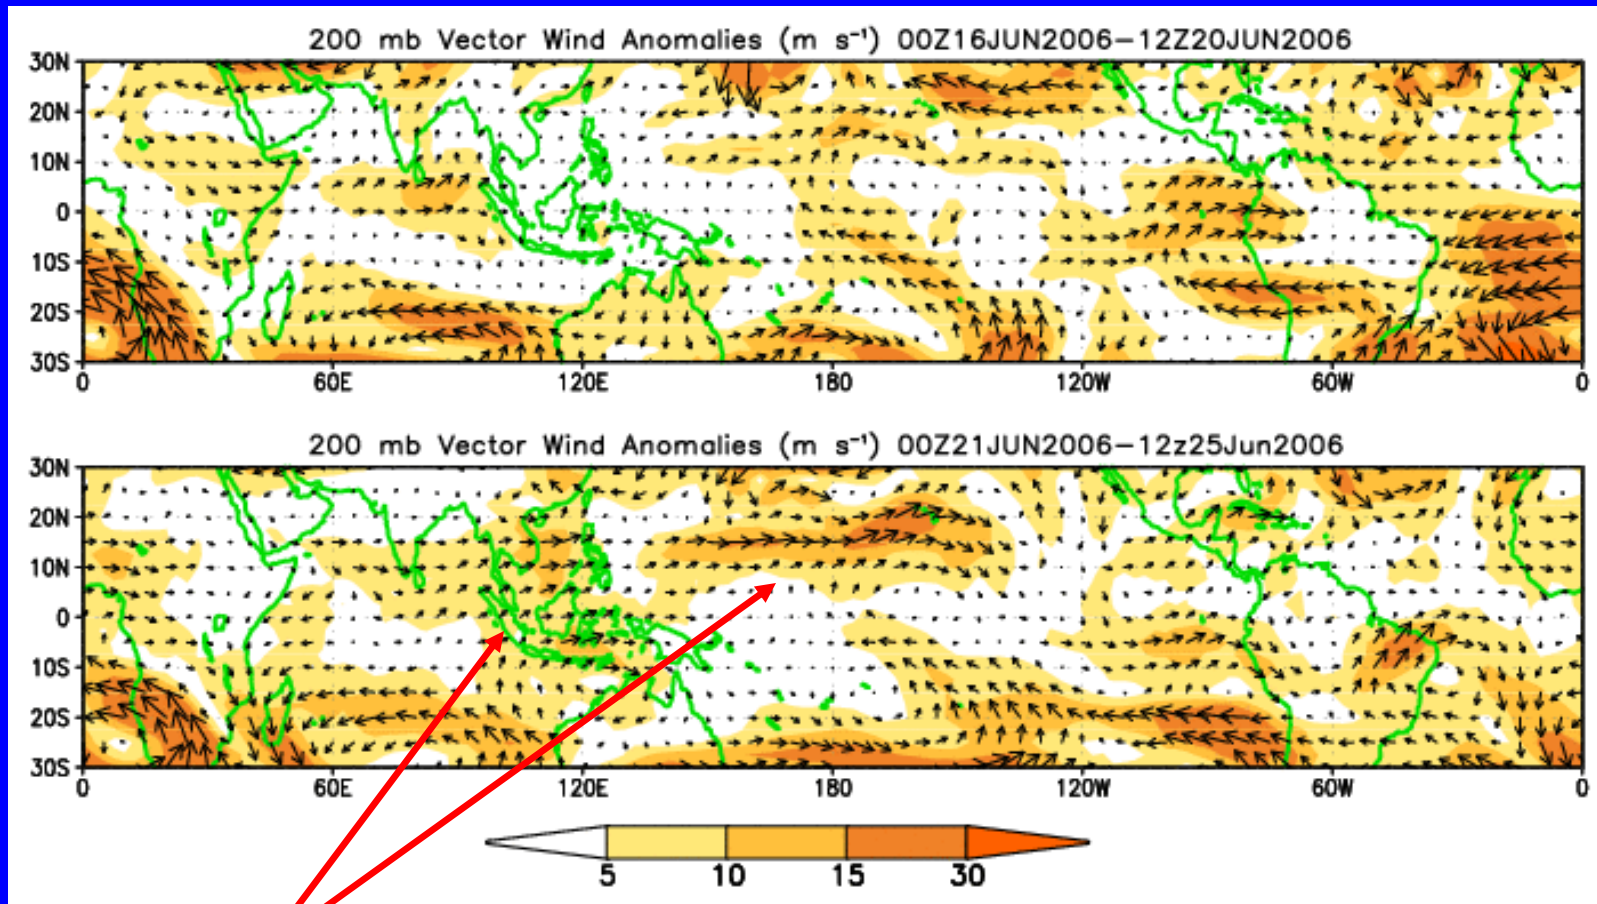 200 mb Vector Wind Anomalies (m s⁻¹) 00Z16JUN2006−12Z20JUN2006
30N
20N
10N
0
10S
20S
30S
0 60E 120E 180 120W 60W 0
200 mb Vector Wind Anomalies (m s⁻¹) 00Z21JUN2006−12z25Jun2006
30N
20N
10N
0
10S
20S
30S
0 60E 120E 180 120W 60W 0
5 10 15 30